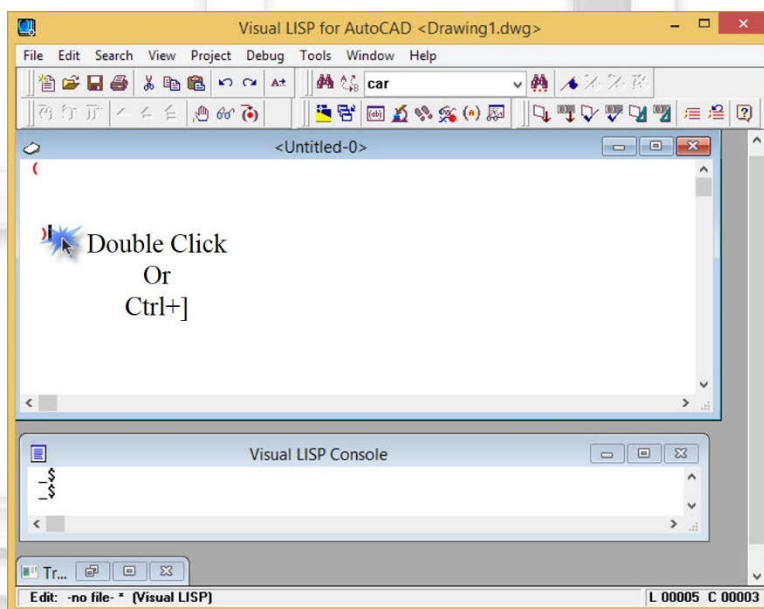 Visual LISP for AutoCAD <Drawing1.dwg>
File Edit Search View Project Debug Tools Window Help
car
<Untitled-0>
(
)
Double Click
Or
Ctrl+]
Visual LISP Console
_$
_$
Tr...
Edit: -no file- * (Visual LISP) L 00005 C 00003